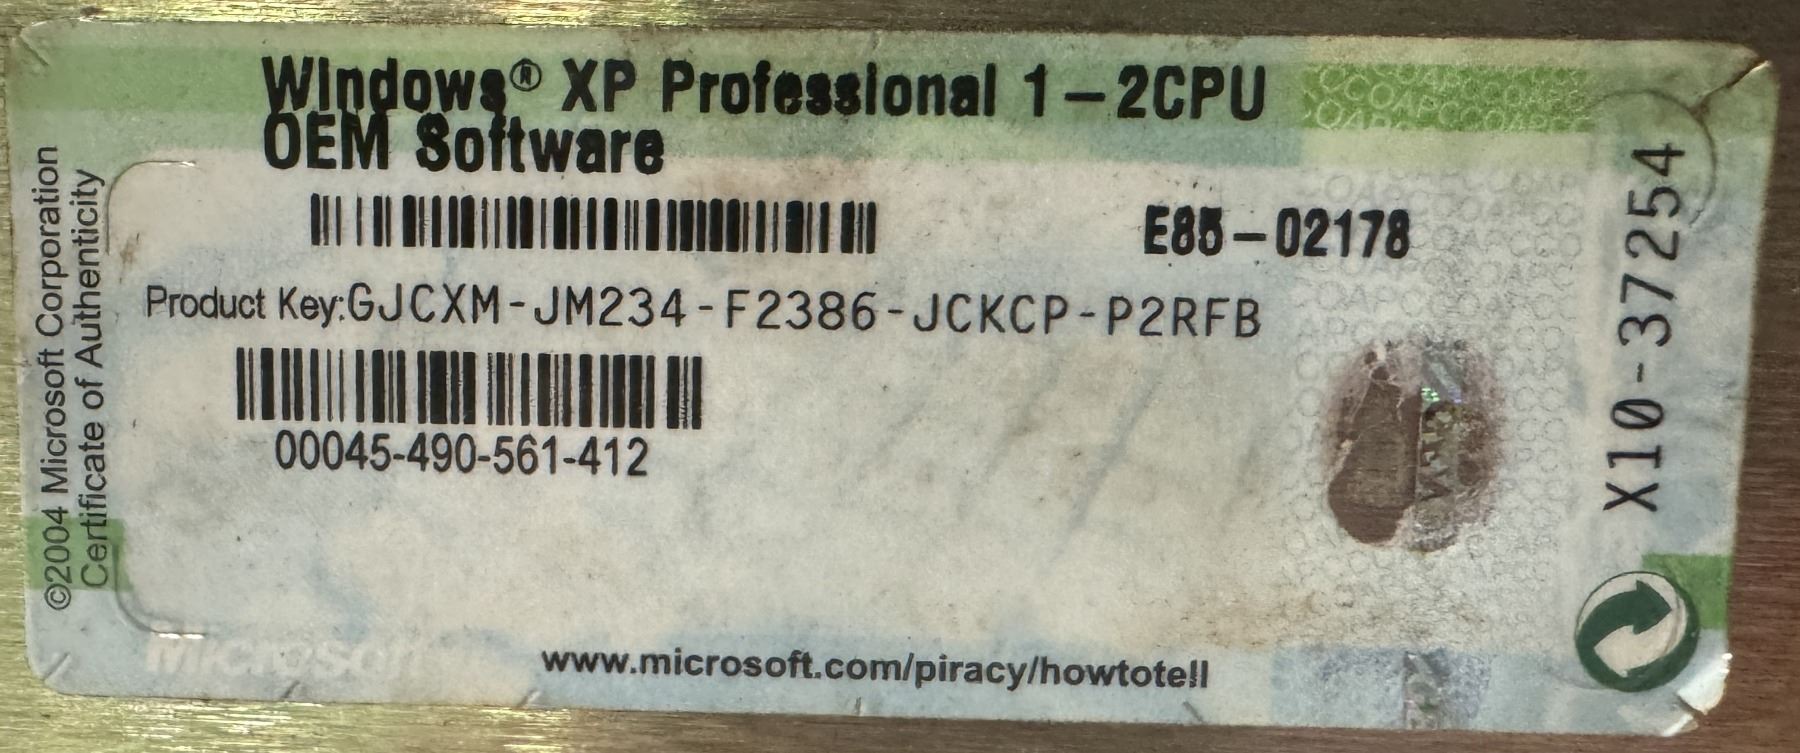 Windows® XP Professional 1-2CPU
OEM Software
E85-02178
Product Key:GJCXM-JM234-F2386-JCKCP-P2RFB
00045-490-561-412
www.microsoft.com/piracy/howtotell
Microsoft
©2004 Microsoft Corporation
Certificate of Authenticity
X10-37254